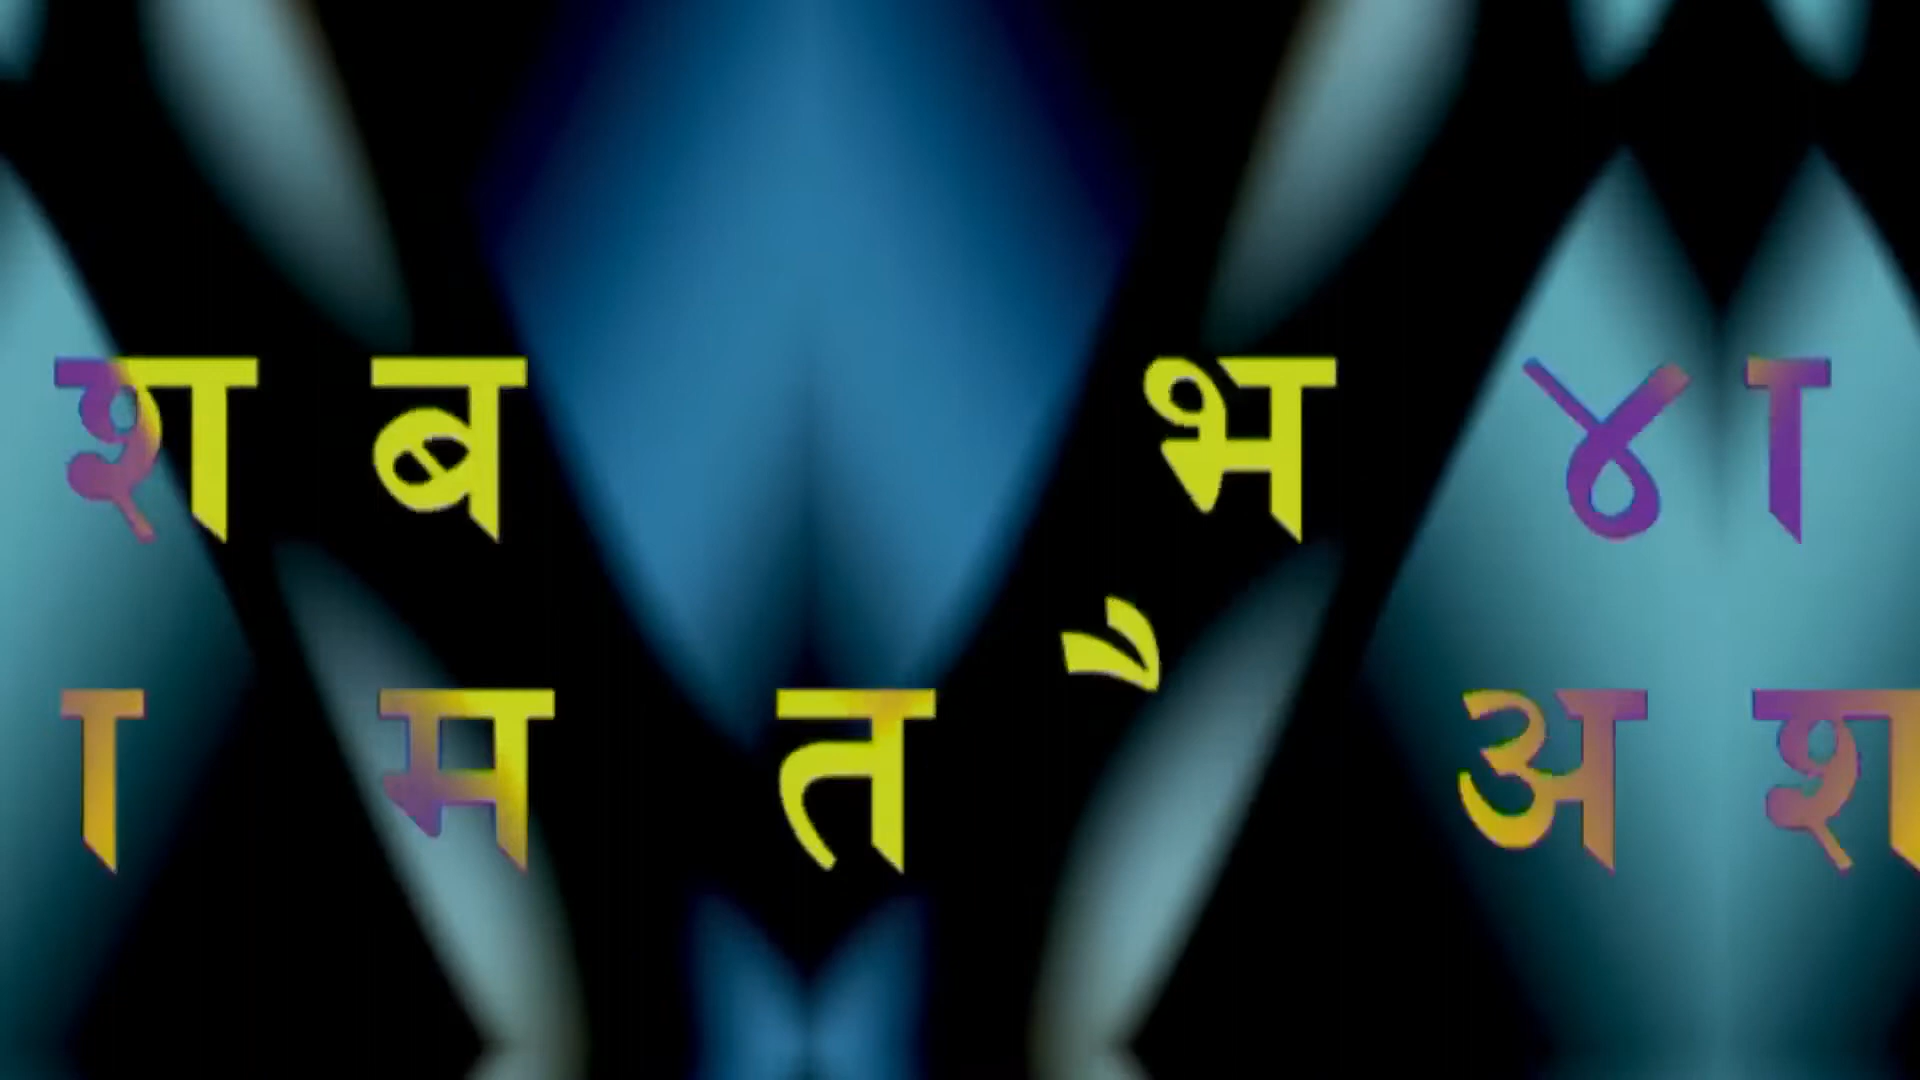 श ब भ ४ ा
ा म त ै अ श